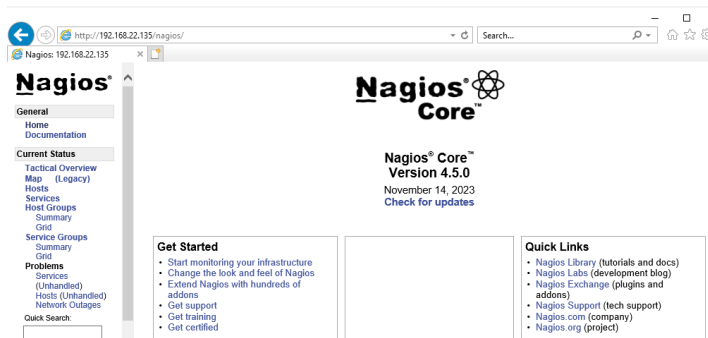 http://192.168.22.135/nagios/
Search...
Nagios: 192.168.22.135
Nagios®
General
Home
Documentation
Current Status
Tactical Overview
Map (Legacy)
Hosts
Services
Host Groups
Summary
Grid
Service Groups
Summary
Grid
Problems
Services
(Unhandled)
Hosts (Unhandled)
Network Outages
Quick Search:
Nagios®
Core™
Nagios® Core™
Version 4.5.0
November 14, 2023
Check for updates
Get Started
• Start monitoring your infrastructure
• Change the look and feel of Nagios
• Extend Nagios with hundreds of
addons
• Get support
• Get training
• Get certified
Quick Links
• Nagios Library (tutorials and docs)
• Nagios Labs (development blog)
• Nagios Exchange (plugins and
addons)
• Nagios Support (tech support)
• Nagios.com (company)
• Nagios.org (project)